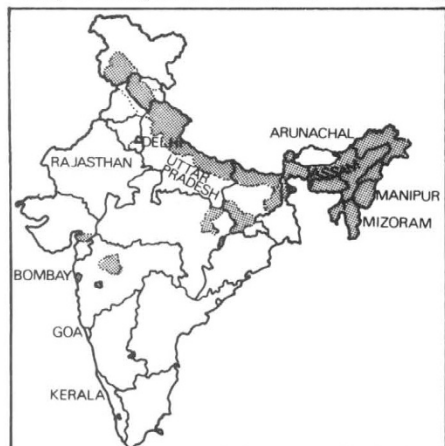 ARUNACHAL
DELHI
RAJASTHAN
UTTAR
PRADESH
ASSAM
MANIPUR
MIZORAM
BOMBAY
GOA
KERALA